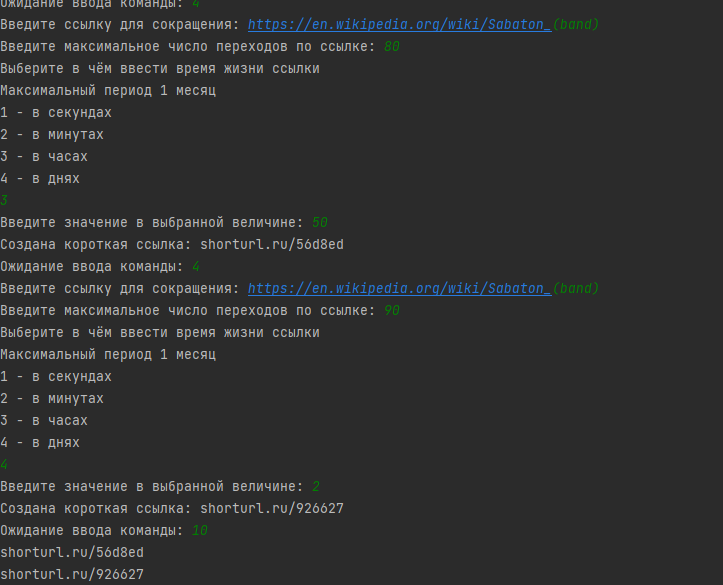 Ожидание ввода команды: 4
Введите ссылку для сокращения: https://en.wikipedia.org/wiki/Sabaton_(band)
Введите максимальное число переходов по ссылке: 80
Выберите в чём ввести время жизни ссылки
Максимальный период 1 месяц
1 - в секундах
2 - в минутах
3 - в часах
4 - в днях
3
Введите значение в выбранной величине: 50
Создана короткая ссылка: shorturl.ru/56d8ed
Ожидание ввода команды: 4
Введите ссылку для сокращения: https://en.wikipedia.org/wiki/Sabaton_(band)
Введите максимальное число переходов по ссылке: 90
Выберите в чём ввести время жизни ссылки
Максимальный период 1 месяц
1 - в секундах
2 - в минутах
3 - в часах
4 - в днях
4
Введите значение в выбранной величине: 2
Создана короткая ссылка: shorturl.ru/926627
Ожидание ввода команды: 10
shorturl.ru/56d8ed
shorturl.ru/926627